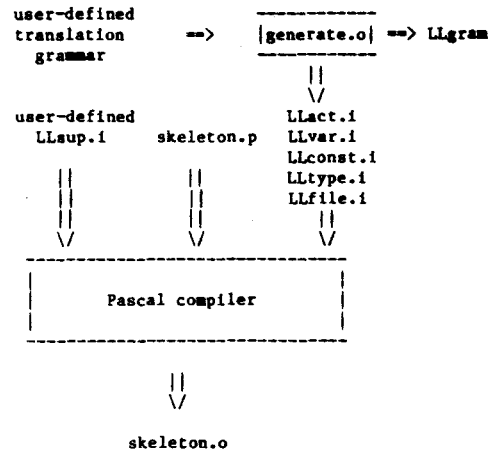 user-defined
translation ==> |generate.o| ==> LLgram
grammar
user-defined
LLsup.i
skeleton.p
LLact.i
LLvar.i
LLconst.i
LLtype.i
LLfile.i
Pascal compiler
skeleton.o